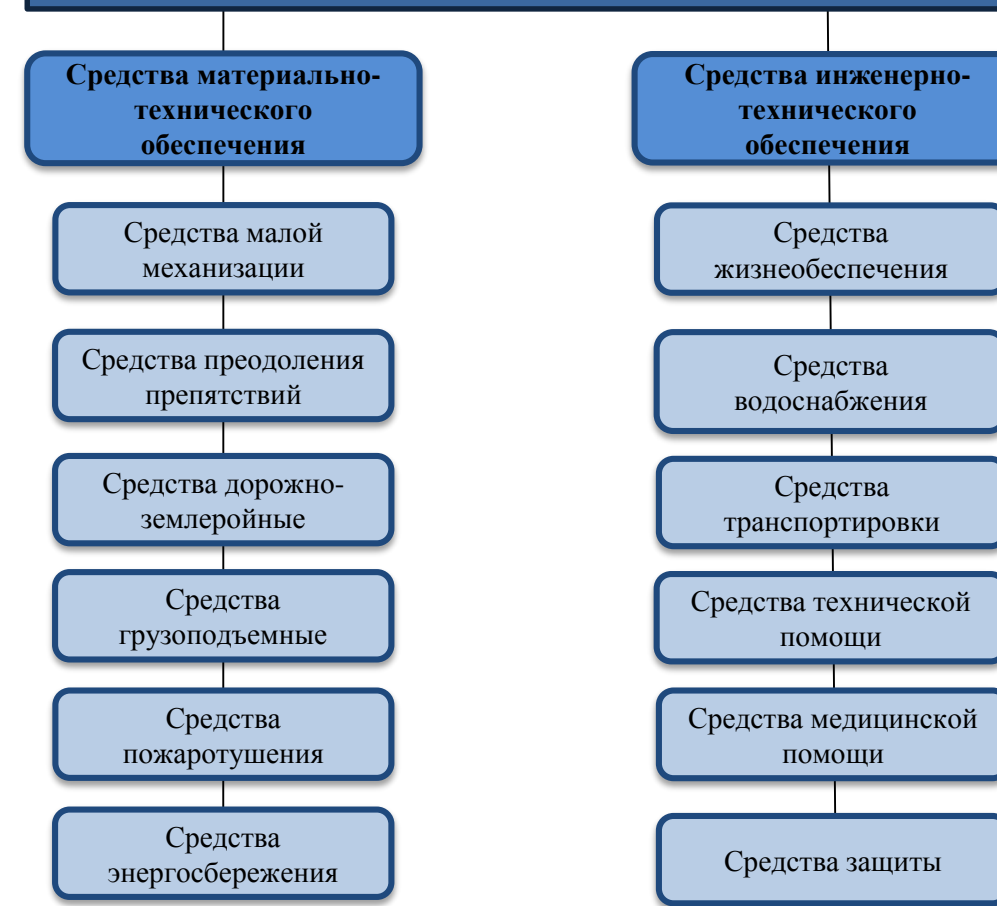 Средства материально-
технического
обеспечения
Средства малой
механизации
Средства преодоления
препятствий
Средства дорожно-
землеройные
Средства
грузоподъемные
Средства
пожаротушения
Средства
энергосбережения
Средства инженерно-
технического
обеспечения
Средства
жизнеобеспечения
Средства
водоснабжения
Средства
транспортировки
Средства технической
помощи
Средства медицинской
помощи
Средства защиты